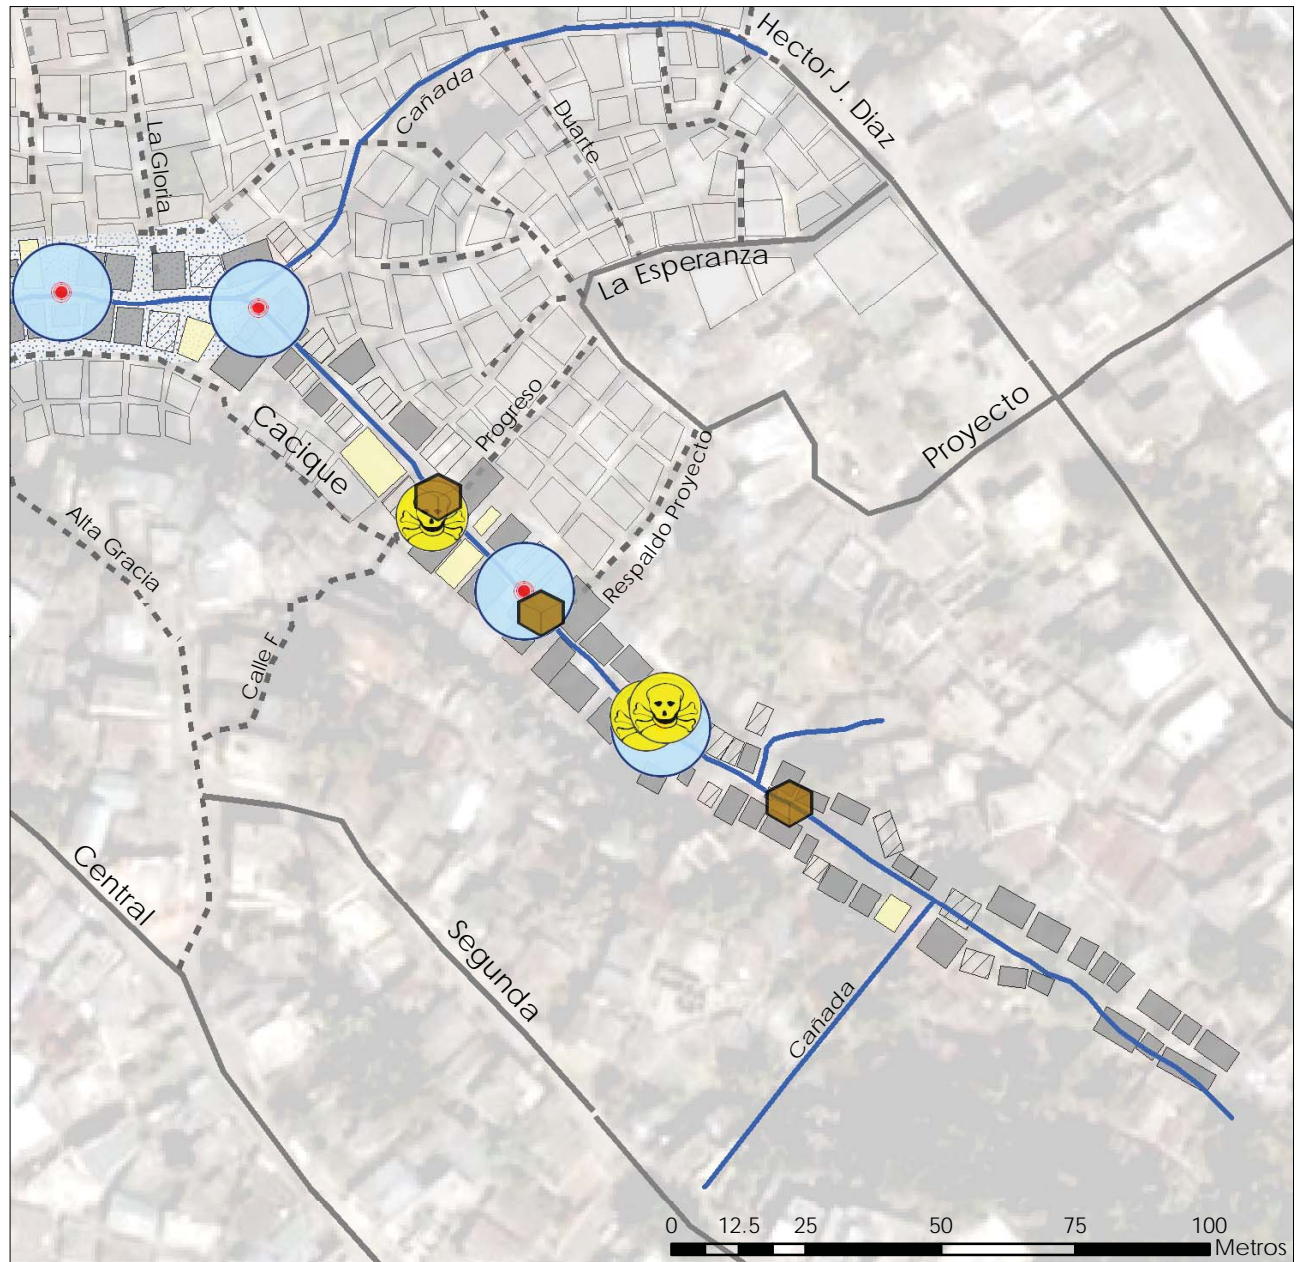 Hector J. Diaz
Cañada
Duarte
La Gloria
La Esperanza
Progreso
Proyecto
Cacique
Respaldo Proyecto
Alta Gracia
Calle F
Central
Segunda
Cañada
0 12.5 25 50 75 100
Metros